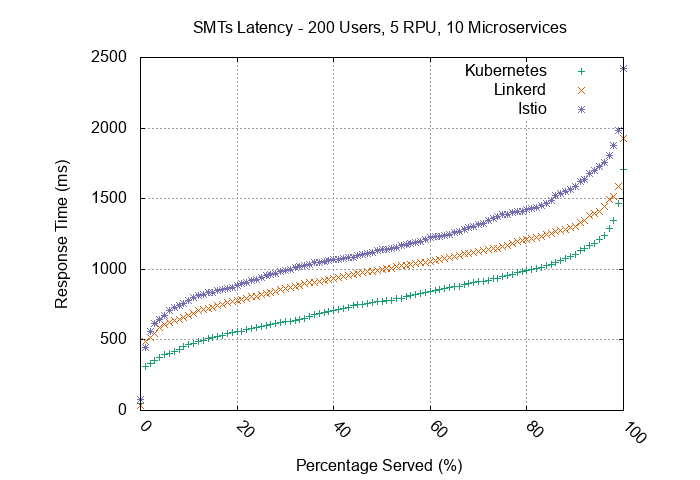 SMTs Latency - 200 Users, 5 RPU, 10 Microservices
2500
2000
1500
1000
500
0
Response Time (ms)
Kubernetes
Linkerd
Istio
0
20
40
60
80
100
Percentage Served (%)